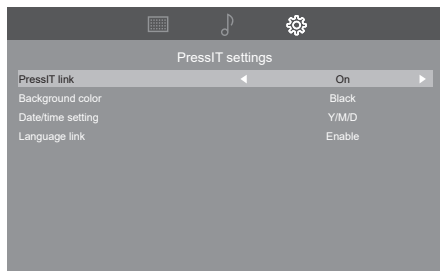 PressIT settings
PressIT link On
Background color Black
Date/time setting Y/M/D
Language link Enable